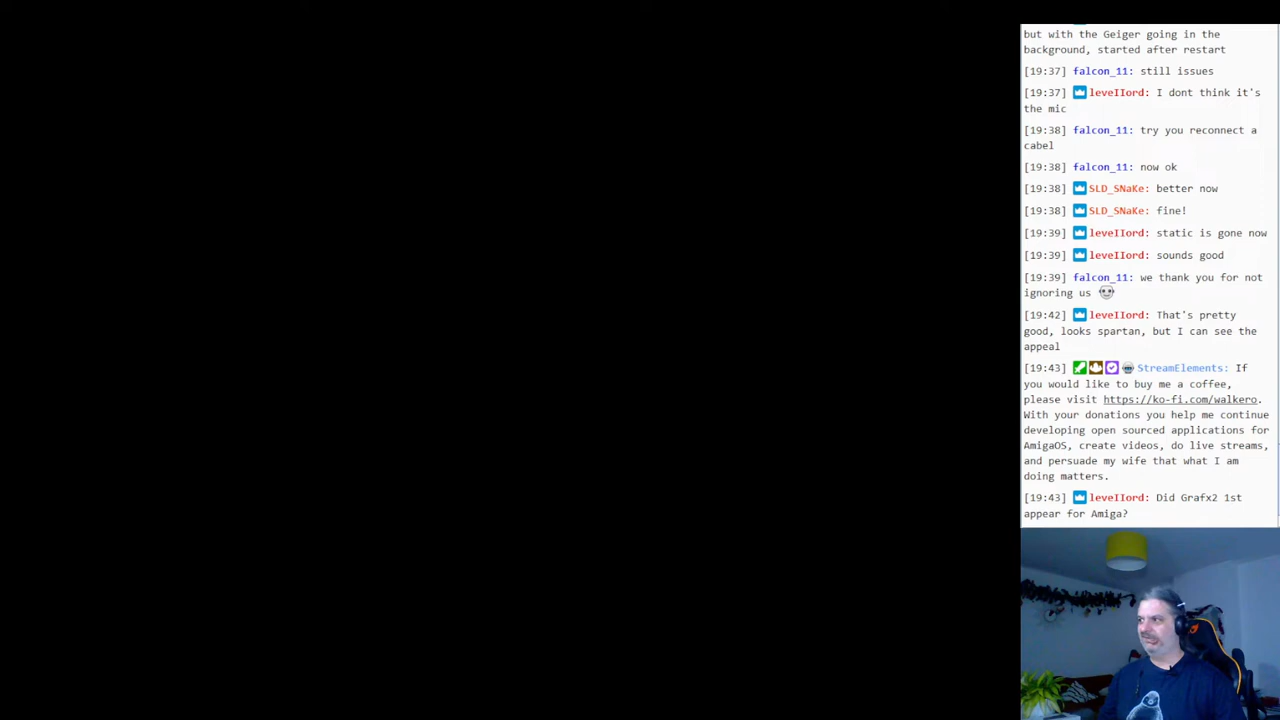 but with the Geiger going in the
background, started after restart
[19:37] falcon_11: still issues
[19:37] leveIIord: I dont think it's
the mic
[19:38] falcon_11: try you reconnect a
cabel
[19:38] falcon_11: now ok
[19:38] SLD_SNaKe: better now
[19:38] SLD_SNaKe: fine!
[19:39] leveIIord: static is gone now
[19:39] leveIIord: sounds good
[19:39] falcon_11: we thank you for not
ignoring us
[19:42] leveIIord: That's pretty
good, looks spartan, but I can see the
appeal
[19:43] StreamElements: If
you would like to buy me a coffee,
please visit https://ko-fi.com/walkero.
With your donations you help me continue
developing open sourced applications for
AmigaOS, create videos, do live streams,
and persuade my wife that what I am
doing matters.
[19:43] leveIIord: Did Grafx2 1st
appear for Amiga?